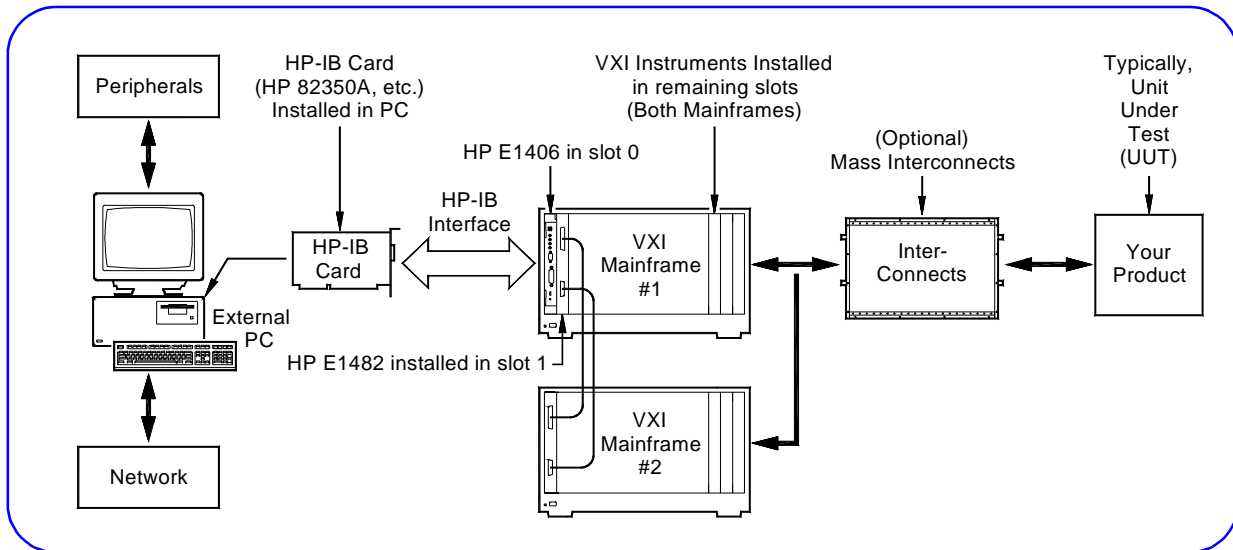 Peripherals
HP-IB Card
(HP 82350A, etc.)
Installed in PC
VXI Instruments Installed
in remaining slots
(Both Mainframes)
Typically,
Unit
Under
Test
(UUT)
(Optional)
Mass Interconnects
HP E1406 in slot 0
HP-IB
Interface
HP-IB
Card
VXI
Mainframe
#1
Inter-
Connects
Your
Product
External
PC
HP E1482 installed in slot 1
VXI
Mainframe
#2
Network